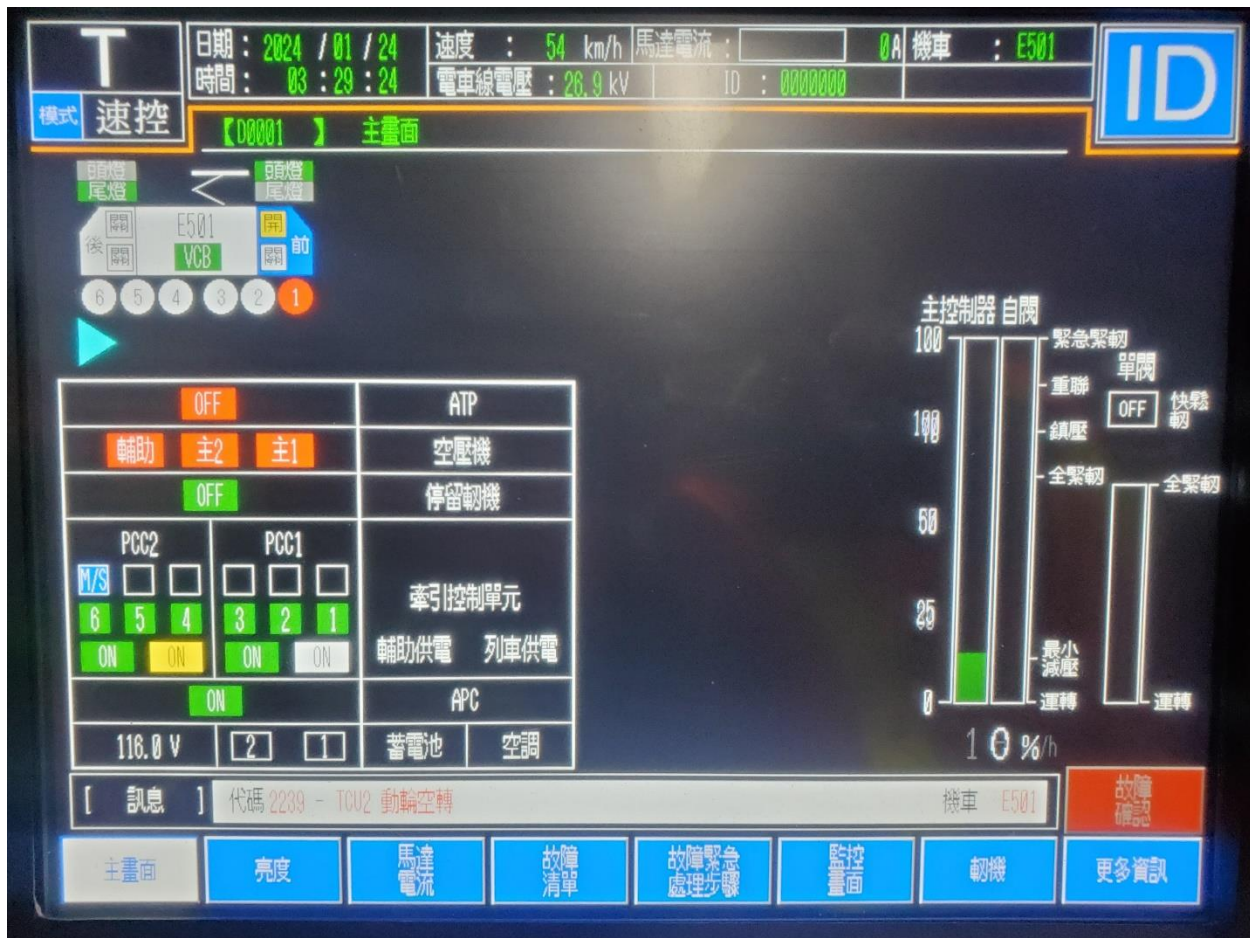 T
模式 速控
日期： 2024 / 01 / 24
時間： 03 : 29 : 24
速度 ： 54 km/h
電車線電壓 ：26.9 kV
馬達電流 ： 0A
ID ： 0000000
機車 ： E501
ID
【D0001 】 主畫面
頭燈 頭燈
尾燈 尾燈
關 E501 開
後 前
關 VCB 關
6 5 4 3 2 1
OFF ATP
輔助 主2 主1 空壓機
OFF 停留軔機
PCC2 PCC1
M/S
牽引控制單元
6 5 4 3 2 1
ON ON ON ON 輔助供電 列車供電
ON APC
116.0 V 2 1 蓄電池 空調
主控制器 自閥
100
50
25
0
緊急緊軔
重聯
鎮壓
全緊軔
最小
減壓
運轉
單閥
OFF 快鬆
軔
全緊軔
運轉
%/h
[ 訊息 ] 代碼 2239 - TCU2 動輪空轉 機車 E501
故障
確認
主畫面
亮度
馬達
電流
故障
清單
故障緊急
處理步驟
監控
畫面
軔機
更多資訊